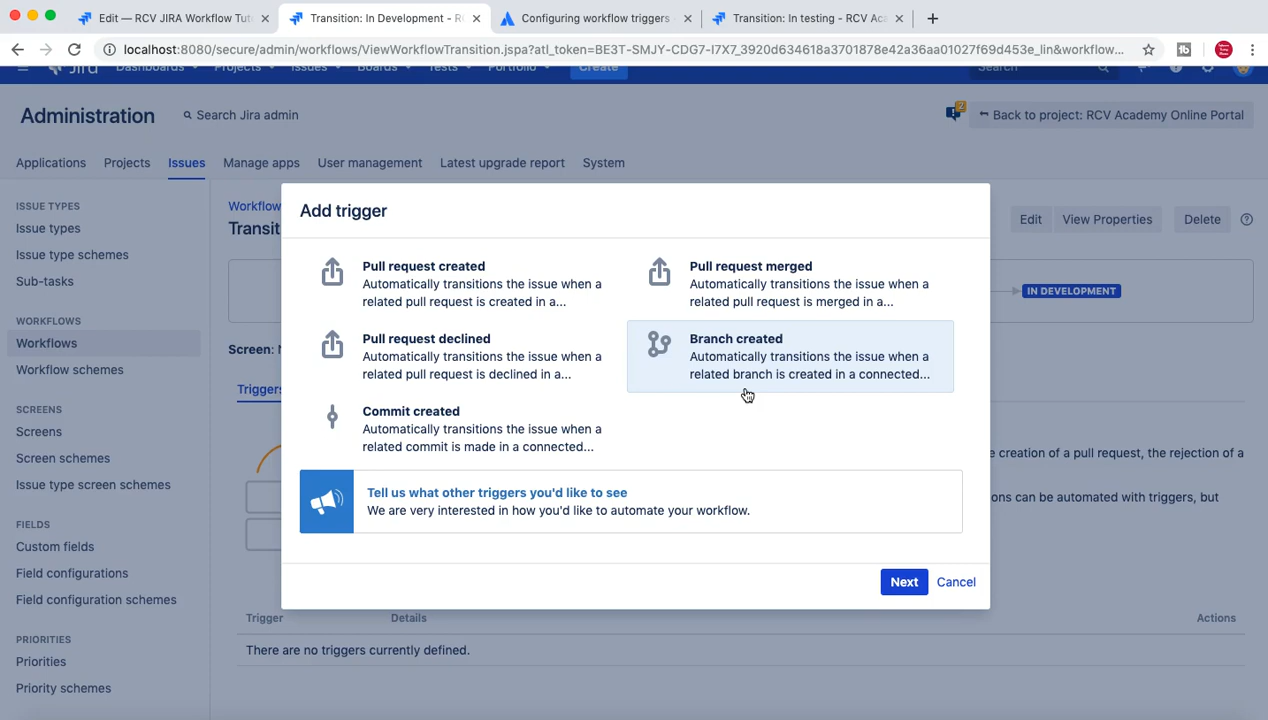 Edit — RCV JIRA Workflow Tut
Transition: In Development - R
Configuring workflow triggers
Transition: In testing - RCV Ac
localhost:8080/secure/admin/workflows/ViewWorkflowTransition.jspa?atl_token=BE3T-SMJY-CDG7-I7X7_3920d634618a3701878e42a36aa01027f69d453e_lin&workflow...
Jira Dashboards Projects Issues Boards Tests Portfolio Create Search
Administration
Search Jira admin
2
Back to project: RCV Academy Online Portal
Applications Projects Issues Manage apps User management Latest upgrade report System
ISSUE TYPES
Issue types
Issue type schemes
Sub-tasks
WORKFLOWS
Workflows
Workflow schemes
SCREENS
Screens
Screen schemes
Issue type screen schemes
FIELDS
Custom fields
Field configurations
Field configuration schemes
PRIORITIES
Priorities
Priority schemes
Workflow
Transit
Edit View Properties Delete
IN DEVELOPMENT
Screen:
Triggers
e creation of a pull request, the rejection of a
ons can be automated with triggers, but
Add trigger
Pull request created
Automatically transitions the issue when a
related pull request is created in a...
Pull request merged
Automatically transitions the issue when a
related pull request is merged in a...
Pull request declined
Automatically transitions the issue when a
related pull request is declined in a...
Branch created
Automatically transitions the issue when a
related branch is created in a connected...
Commit created
Automatically transitions the issue when a
related commit is made in a connected...
Tell us what other triggers you'd like to see
We are very interested in how you'd like to automate your workflow.
Next Cancel
Trigger Details Actions
There are no triggers currently defined.